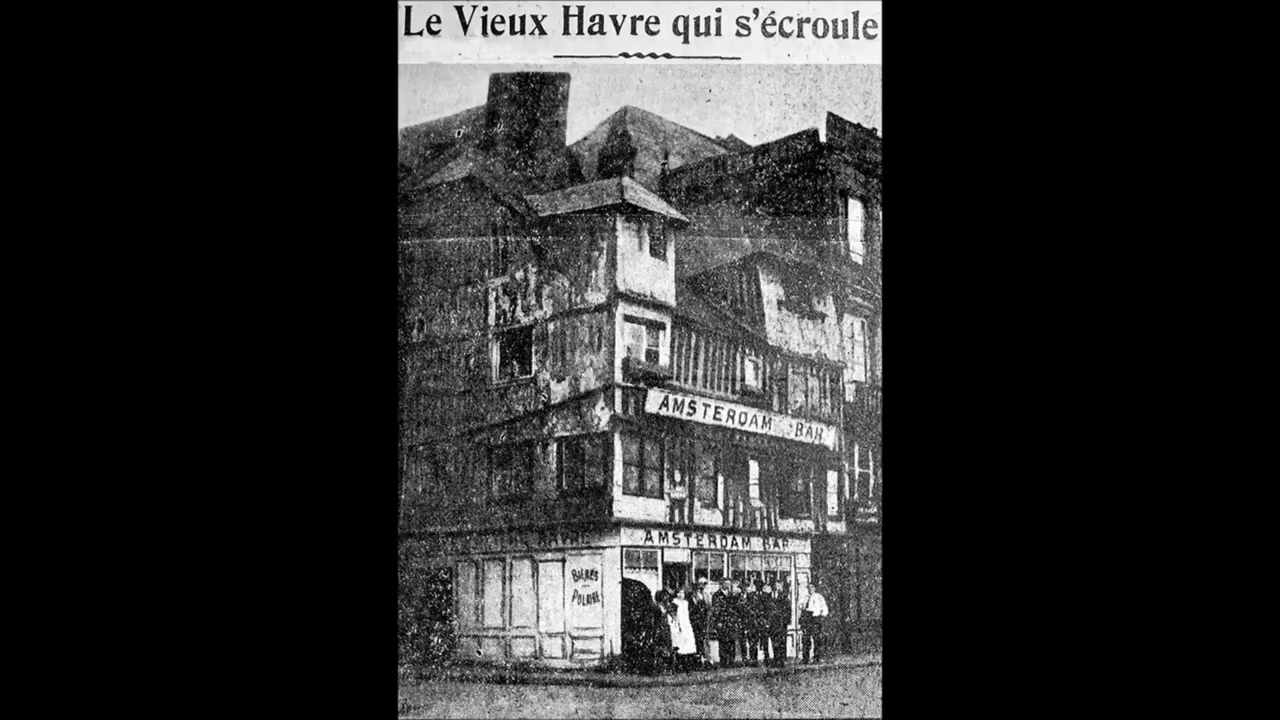 Le Vieux Havre qui s'écroule
AMSTERDAM BAR
AMSTERDAM BAR
BIÈRES
POLAIRE